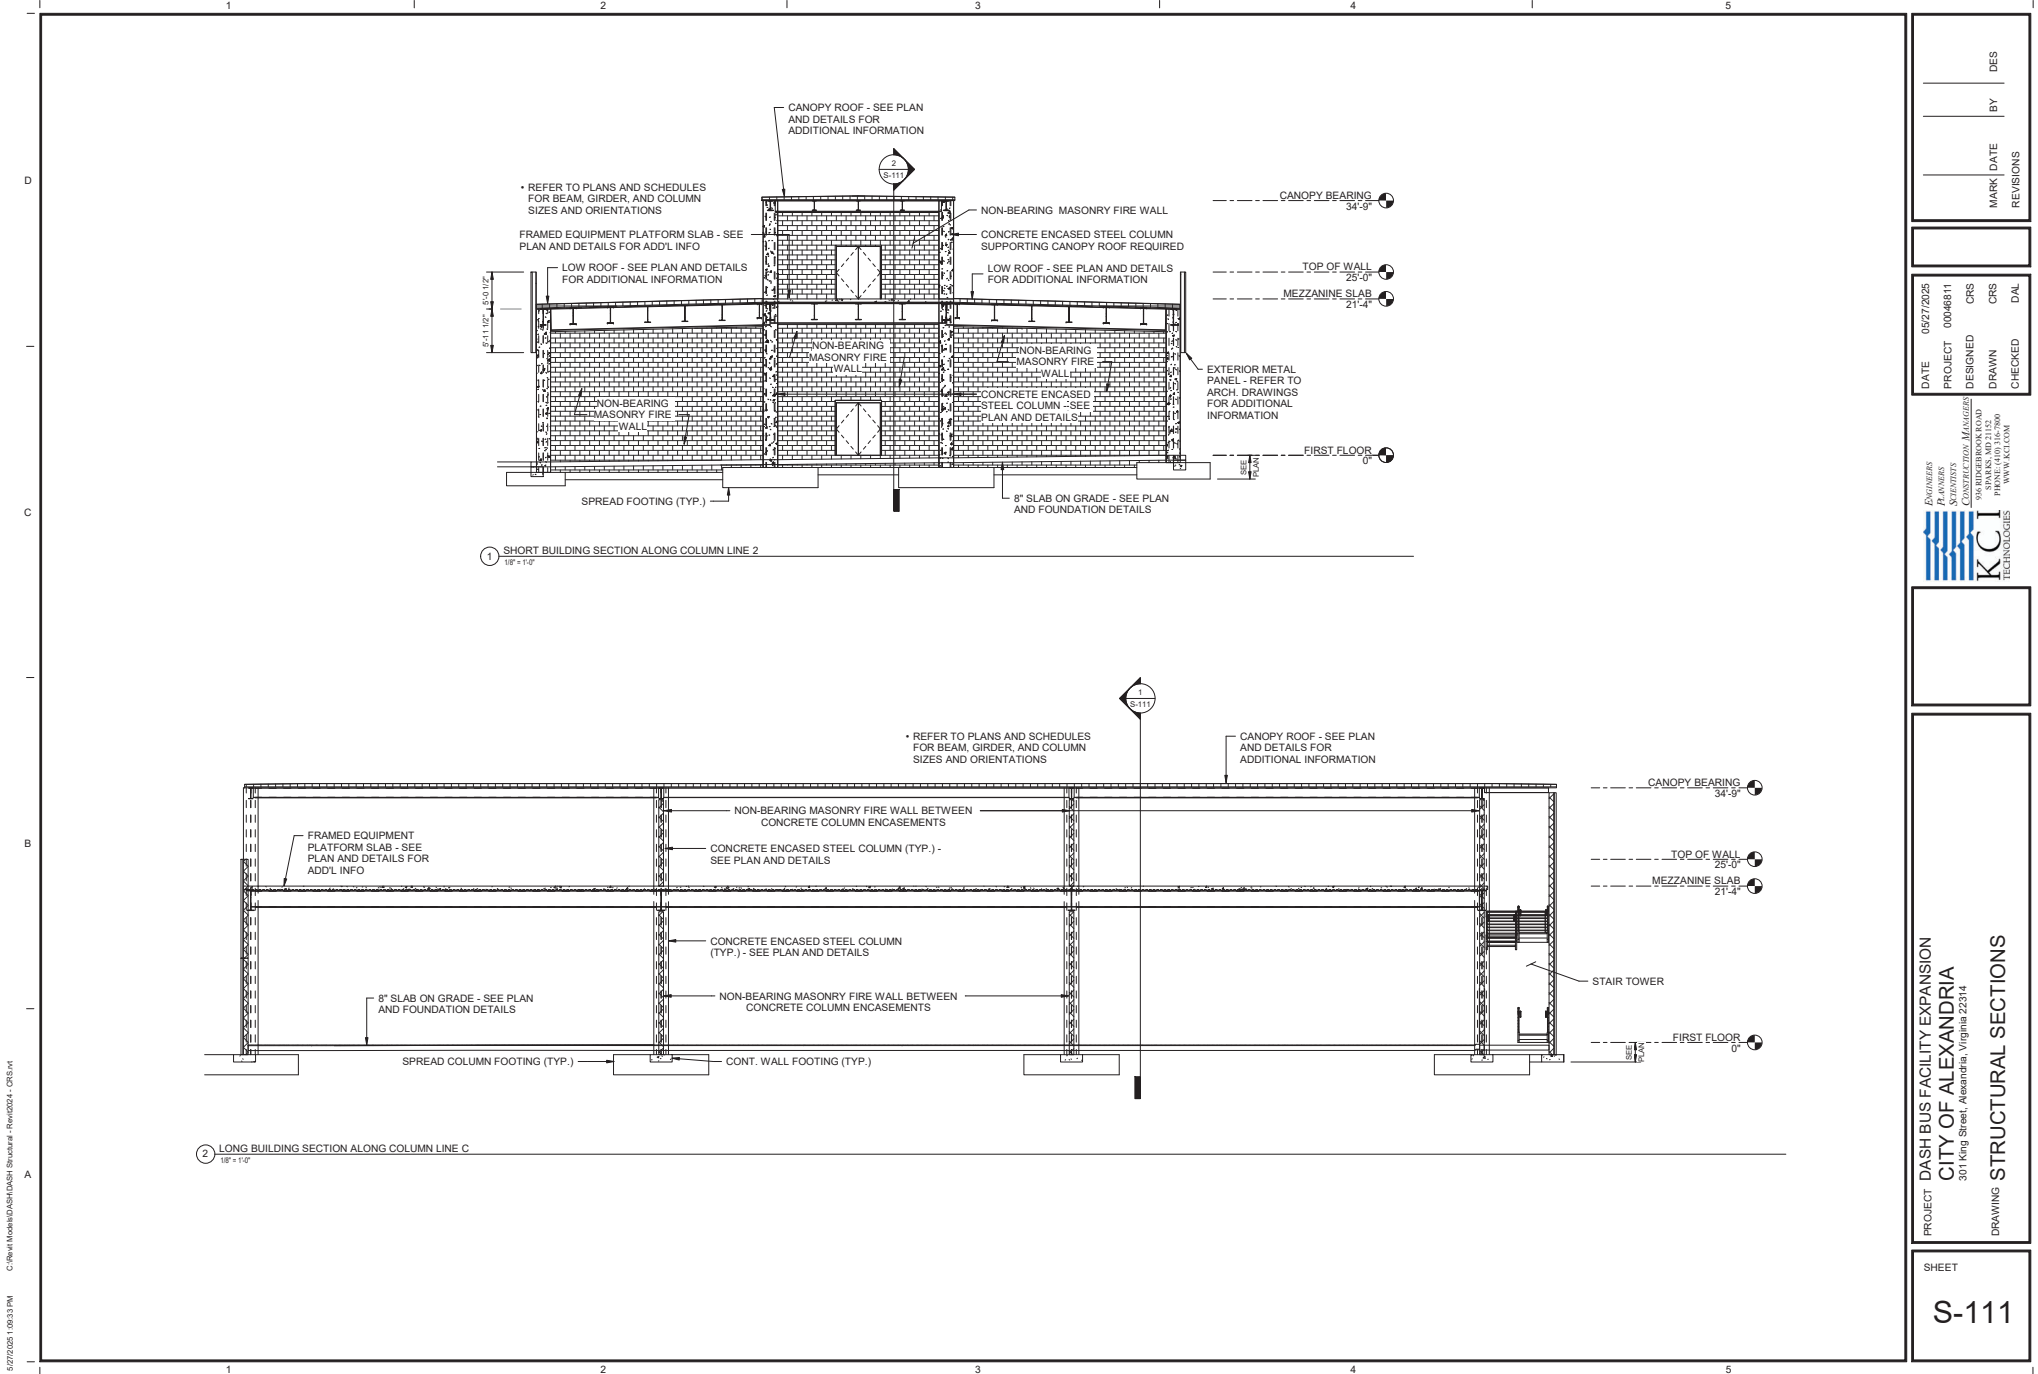 1 2 3 4 5
D
C
B
A
CANOPY ROOF - SEE PLAN
AND DETAILS FOR
ADDITIONAL INFORMATION
2
S-111
• REFER TO PLANS AND SCHEDULES
FOR BEAM, GIRDER, AND COLUMN
SIZES AND ORIENTATIONS
FRAMED EQUIPMENT PLATFORM SLAB - SEE
PLAN AND DETAILS FOR ADD'L INFO
LOW ROOF - SEE PLAN AND DETAILS
FOR ADDITIONAL INFORMATION
5'-0 1/2"
5'-11 1/2"
NON-BEARING MASONRY FIRE WALL
CONCRETE ENCASED STEEL COLUMN
SUPPORTING CANOPY ROOF REQUIRED
LOW ROOF - SEE PLAN AND DETAILS
FOR ADDITIONAL INFORMATION
CANOPY BEARING
34'-9"
TOP OF WALL
25'-0"
MEZZANINE SLAB
21'-4"
NON-BEARING
MASONRY FIRE
WALL
NON-BEARING
MASONRY FIRE
WALL
NON-BEARING
MASONRY FIRE
WALL
CONCRETE ENCASED
STEEL COLUMN - SEE
PLAN AND DETAILS
EXTERIOR METAL
PANEL - REFER TO
ARCH. DRAWINGS
FOR ADDITIONAL
INFORMATION
FIRST FLOOR
0"
SEE
PLAN
SPREAD FOOTING (TYP.)
8" SLAB ON GRADE - SEE PLAN
AND FOUNDATION DETAILS
1
SHORT BUILDING SECTION ALONG COLUMN LINE 2
1/8" = 1'-0"
1
S-111
• REFER TO PLANS AND SCHEDULES
FOR BEAM, GIRDER, AND COLUMN
SIZES AND ORIENTATIONS
CANOPY ROOF - SEE PLAN
AND DETAILS FOR
ADDITIONAL INFORMATION
CANOPY BEARING
34'-9"
NON-BEARING MASONRY FIRE WALL BETWEEN
CONCRETE COLUMN ENCASEMENTS
FRAMED EQUIPMENT
PLATFORM SLAB - SEE
PLAN AND DETAILS FOR
ADD'L INFO
CONCRETE ENCASED STEEL COLUMN (TYP.) -
SEE PLAN AND DETAILS
TOP OF WALL
25'-0"
MEZZANINE SLAB
21'-4"
CONCRETE ENCASED STEEL COLUMN
(TYP.) - SEE PLAN AND DETAILS
STAIR TOWER
8" SLAB ON GRADE - SEE PLAN
AND FOUNDATION DETAILS
NON-BEARING MASONRY FIRE WALL BETWEEN
CONCRETE COLUMN ENCASEMENTS
FIRST FLOOR
0"
SEE
PLAN
SPREAD COLUMN FOOTING (TYP.)
CONT. WALL FOOTING (TYP.)
2
LONG BUILDING SECTION ALONG COLUMN LINE C
1/8" = 1'-0"
1 2 3 4 5
MARK DATE BY DES
REVISIONS
DATE 05/27/2025
PROJECT 00046811
DESIGNED CRS
DRAWN CRS
CHECKED DAL
ENGINEERS
PLANNERS
SCIENTISTS
CONSTRUCTION MANAGERS
936 RIDGEBROOK ROAD
SPARKS, MD 21152
PHONE: (410) 316-7800
WWW.KCI.COM
KCI
TECHNOLOGIES
PROJECT DASH BUS FACILITY EXPANSION
CITY OF ALEXANDRIA
301 King Street, Alexandria, Virginia 22314
DRAWING STRUCTURAL SECTIONS
SHEET
S-111
5/27/2025 1:09:33 PM C:\Revit Models\DASH\DASH Structural - Revit2024 - CRS.rvt